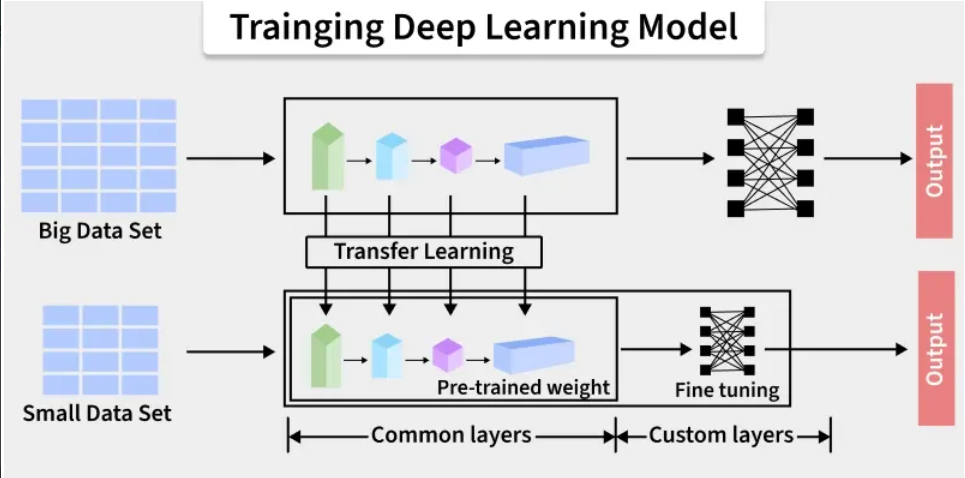 Trainging Deep Learning Model
Big Data Set
Output
Transfer Learning
Pre-trained weight
Fine tuning
Small Data Set
Output
Common layers
Custom layers